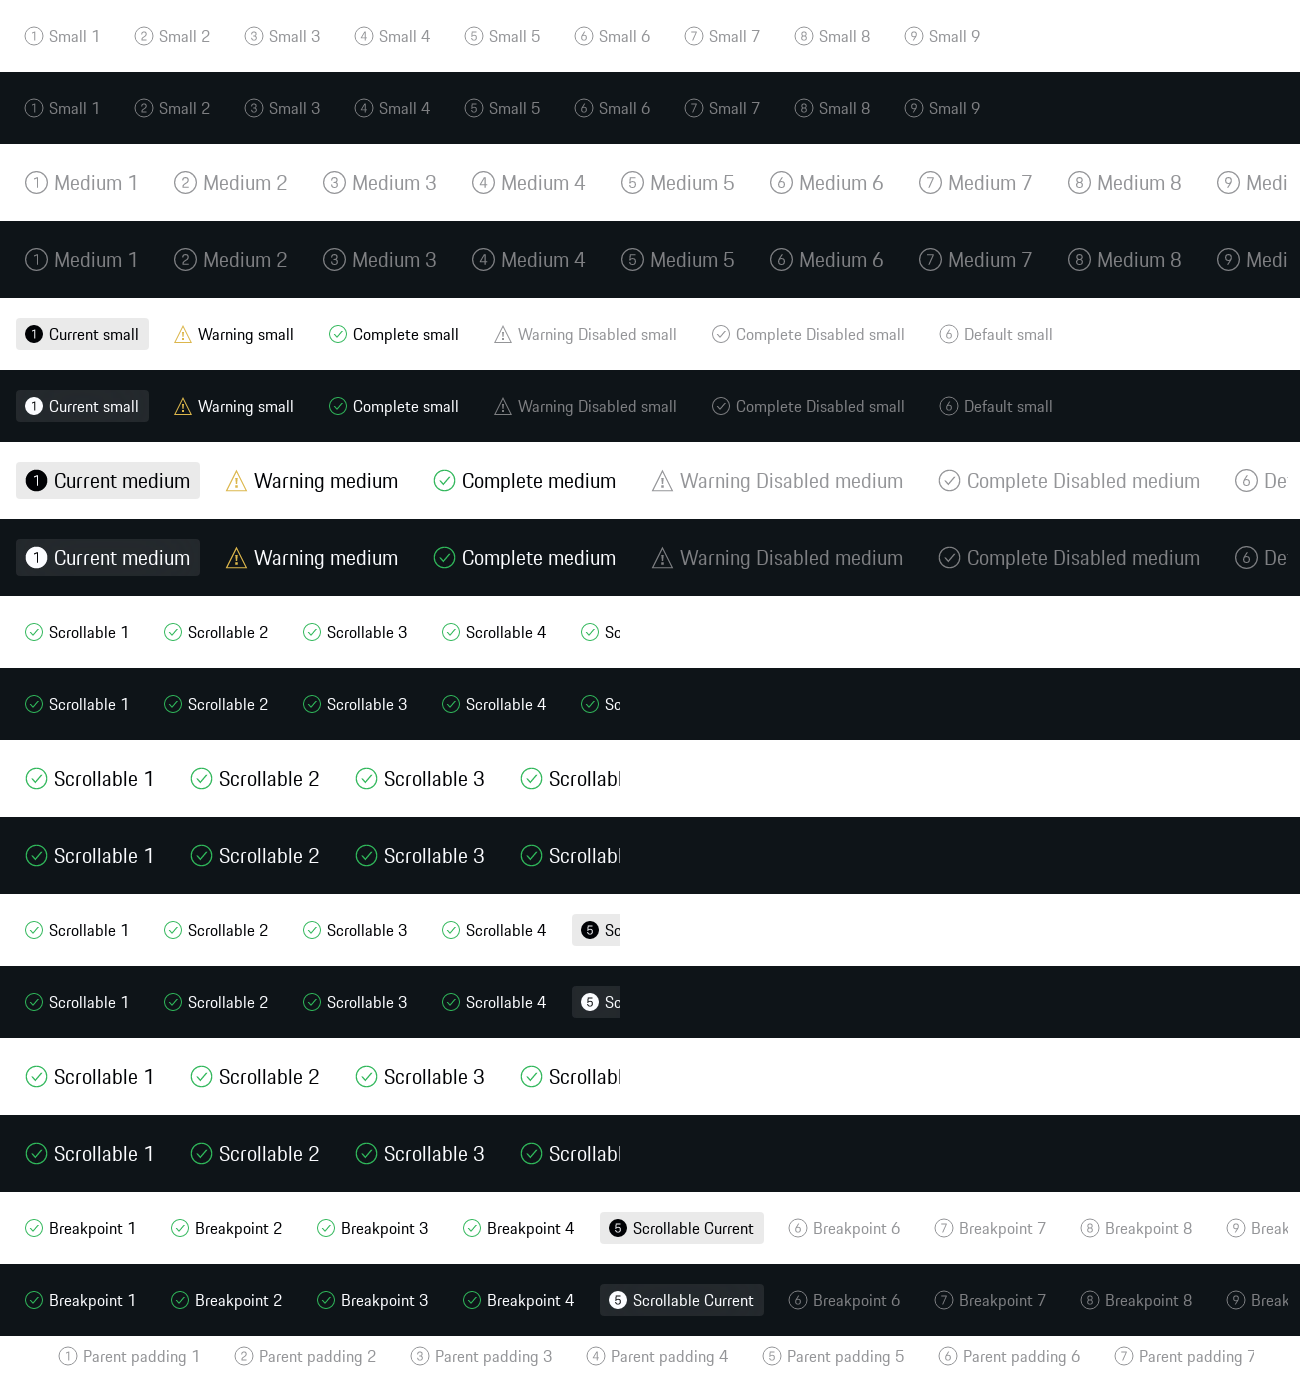 1 Small 1 2 Small 2 3 Small 3 4 Small 4 5 Small 5 6 Small 6 7 Small 7 8 Small 8 9 Small 9
1 Small 1 2 Small 2 3 Small 3 4 Small 4 5 Small 5 6 Small 6 7 Small 7 8 Small 8 9 Small 9
1 Medium 1 2 Medium 2 3 Medium 3 4 Medium 4 5 Medium 5 6 Medium 6 7 Medium 7 8 Medium 8 9 Medi
1 Medium 1 2 Medium 2 3 Medium 3 4 Medium 4 5 Medium 5 6 Medium 6 7 Medium 7 8 Medium 8 9 Medi
1 Current small Warning small Complete small Warning Disabled small Complete Disabled small 6 Default small
1 Current small Warning small Complete small Warning Disabled small Complete Disabled small 6 Default small
1 Current medium Warning medium Complete medium Warning Disabled medium Complete Disabled medium 6 De
1 Current medium Warning medium Complete medium Warning Disabled medium Complete Disabled medium 6 De
Scrollable 1 Scrollable 2 Scrollable 3 Scrollable 4 Sc
Scrollable 1 Scrollable 2 Scrollable 3 Scrollable 4 Sc
Scrollable 1 Scrollable 2 Scrollable 3 Scrollabl
Scrollable 1 Scrollable 2 Scrollable 3 Scrollabl
Scrollable 1 Scrollable 2 Scrollable 3 Scrollable 4 5 Sc
Scrollable 1 Scrollable 2 Scrollable 3 Scrollable 4 5 Sc
Scrollable 1 Scrollable 2 Scrollable 3 Scrollabl
Scrollable 1 Scrollable 2 Scrollable 3 Scrollabl
Breakpoint 1 Breakpoint 2 Breakpoint 3 Breakpoint 4 5 Scrollable Current 6 Breakpoint 6 7 Breakpoint 7 8 Breakpoint 8 9 Break
Breakpoint 1 Breakpoint 2 Breakpoint 3 Breakpoint 4 5 Scrollable Current 6 Breakpoint 6 7 Breakpoint 7 8 Breakpoint 8 9 Break
1 Parent padding 1 2 Parent padding 2 3 Parent padding 3 4 Parent padding 4 5 Parent padding 5 6 Parent padding 6 7 Parent padding 7